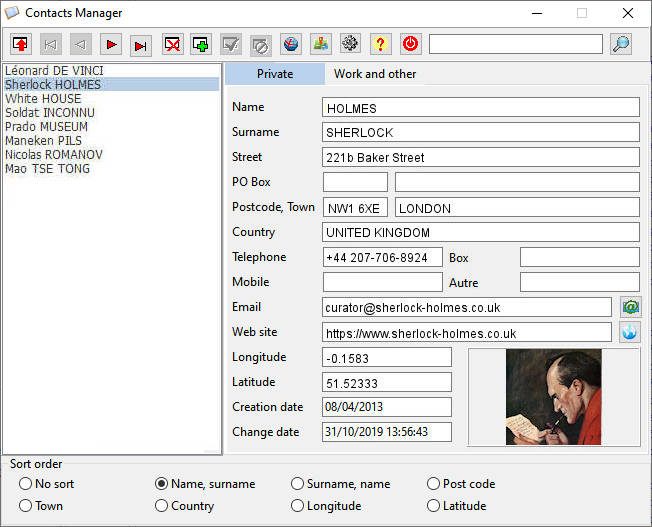 Contacts Manager
Léonard DE VINCI
Sherlock HOLMES
White HOUSE
Soldat INCONNU
Prado MUSEUM
Maneken PILS
Nicolas ROMANOV
Mao TSE TONG
Private Work and other
Name HOLMES
Surname SHERLOCK
Street 221b Baker Street
PO Box
Postcode, Town NW1 6XE LONDON
Country UNITED KINGDOM
Telephone +44 207-706-8924 Box
Mobile Autre
Email curator@sherlock-holmes.co.uk
Web site https://www.sherlock-holmes.co.uk
Longitude -0.1583
Latitude 51.52333
Creation date 08/04/2013
Change date 31/10/2019 13:56:43
Sort order
No sort Name, surname Surname, name Post code
Town Country Longitude Latitude